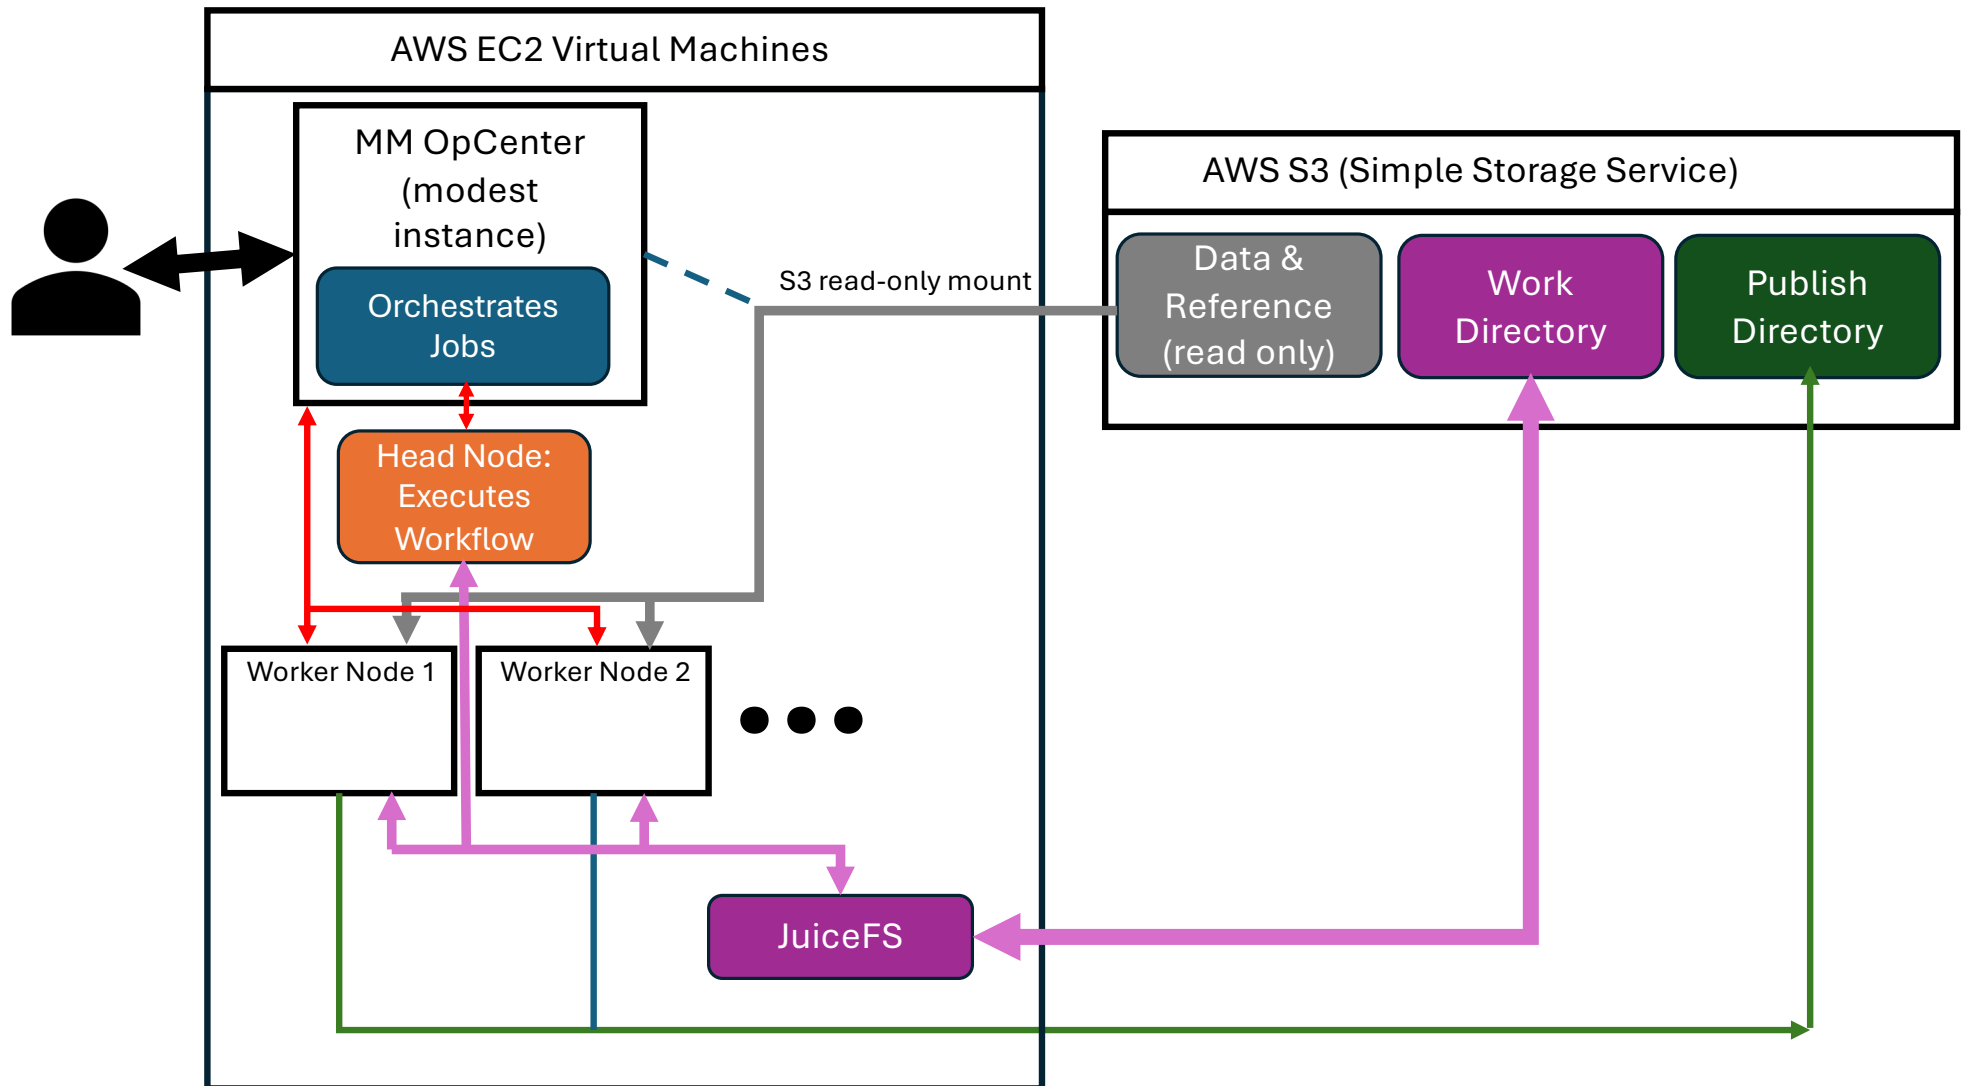 AWS EC2 Virtual Machines
MM OpCenter
(modest
instance)
Orchestrates
Jobs
Head Node:
Executes
Workflow
Worker Node 1
Worker Node 2
JuiceFS
S3 read-only mount
AWS S3 (Simple Storage Service)
Data &
Reference
(read only)
Work
Directory
Publish
Directory